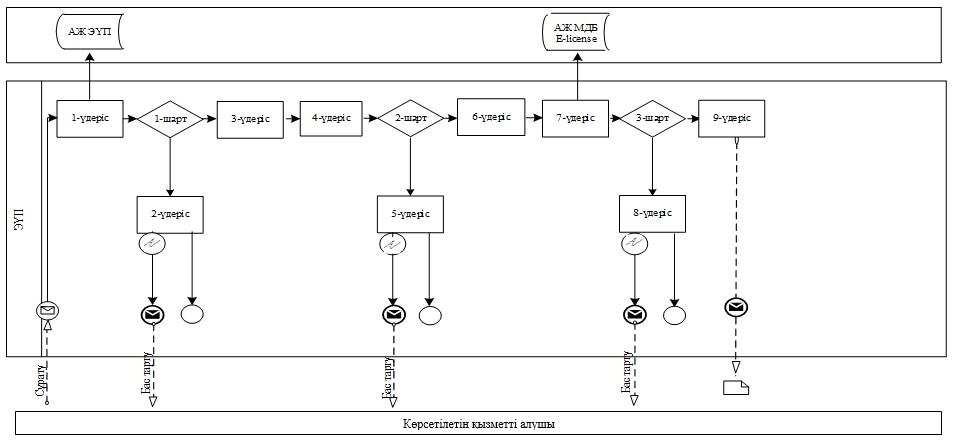 АЖ ЭҮП
АЖ МДБ
E-license
ЭҮП
1-үдеріс
1-шарт
3-үдеріс
4-үдеріс
2-шарт
6-үдеріс
7-үдеріс
3-шарт
9-үдеріс
2-үдеріс
5-үдеріс
8-үдеріс
Сұрату
Бас тарту
Бас тарту
Бас тарту
Көрсетілетін қызметті алушы